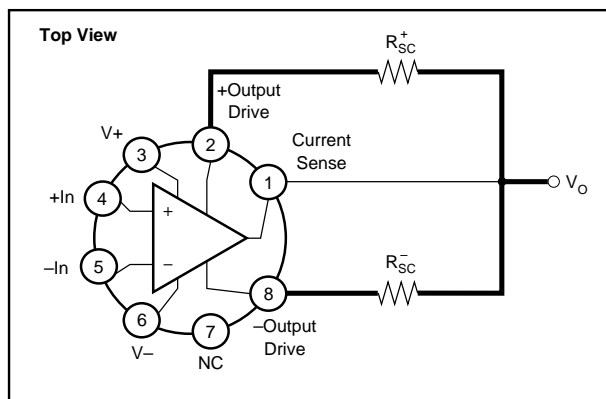 Top View
R+SC
+Output
Drive
V+
2
3
Current
Sense
1
+In
4
+
VO
–In
5
–
R–SC
8
6
7
–Output
Drive
V–
NC